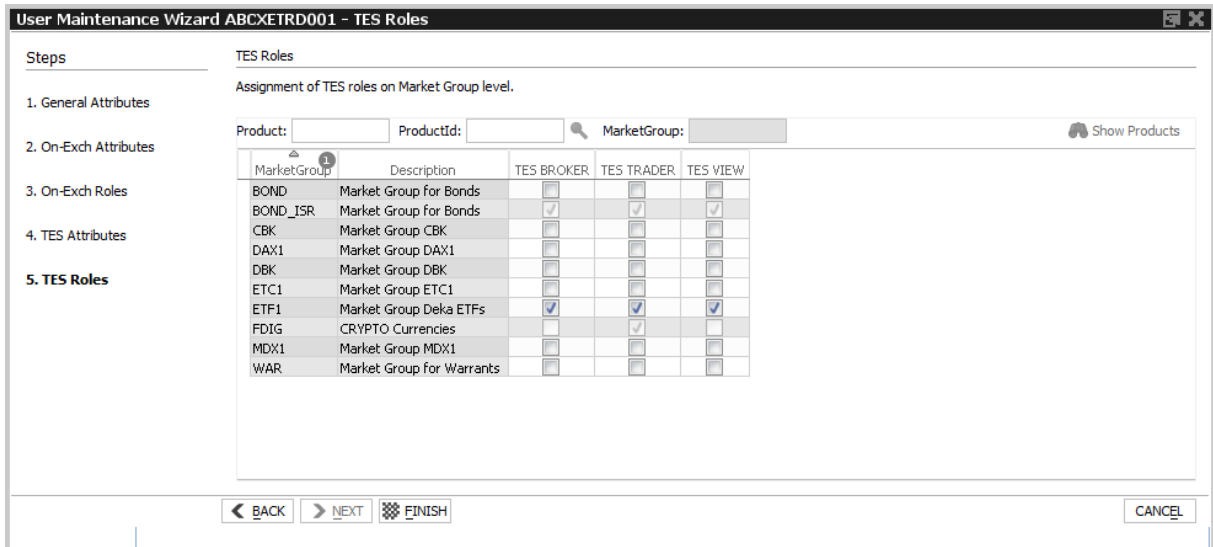 User Maintenance Wizard ABCXETRD001 - TES Roles
Steps
1. General Attributes
2. On-Exch Attributes
3. On-Exch Roles
4. TES Attributes
5. TES Roles
TES Roles
Assignment of TES roles on Market Group level.
Product: ProductId: MarketGroup: Show Products
MarketGroup 1 Description TES BROKER TES TRADER TES VIEW
BOND Market Group for Bonds
BOND_ISR Market Group for Bonds
CBK Market Group CBK
DAX1 Market Group DAX1
DBK Market Group DBK
ETC1 Market Group ETC1
ETF1 Market Group Deka ETFs
FDIG CRYPTO Currencies
MDX1 Market Group MDX1
WAR Market Group for Warrants
BACK NEXT FINISH CANCEL